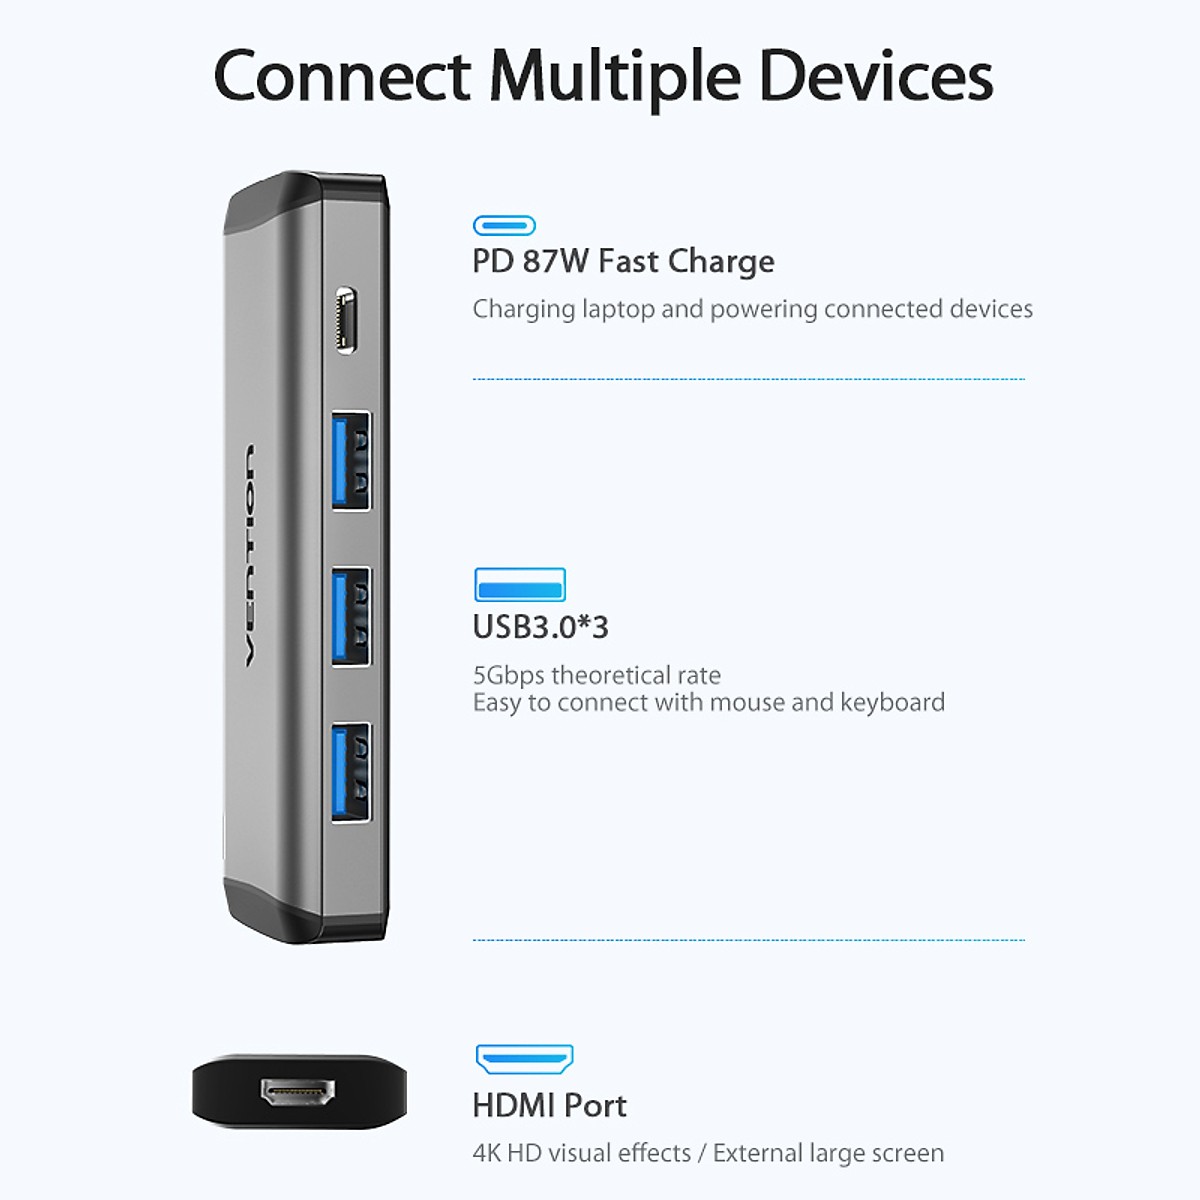 Connect Multiple Devices
PD 87W Fast Charge
Charging laptop and powering connected devices
VENTION
USB3.0*3
5Gbps theoretical rate
Easy to connect with mouse and keyboard
HDMI Port
4K HD visual effects / External large screen